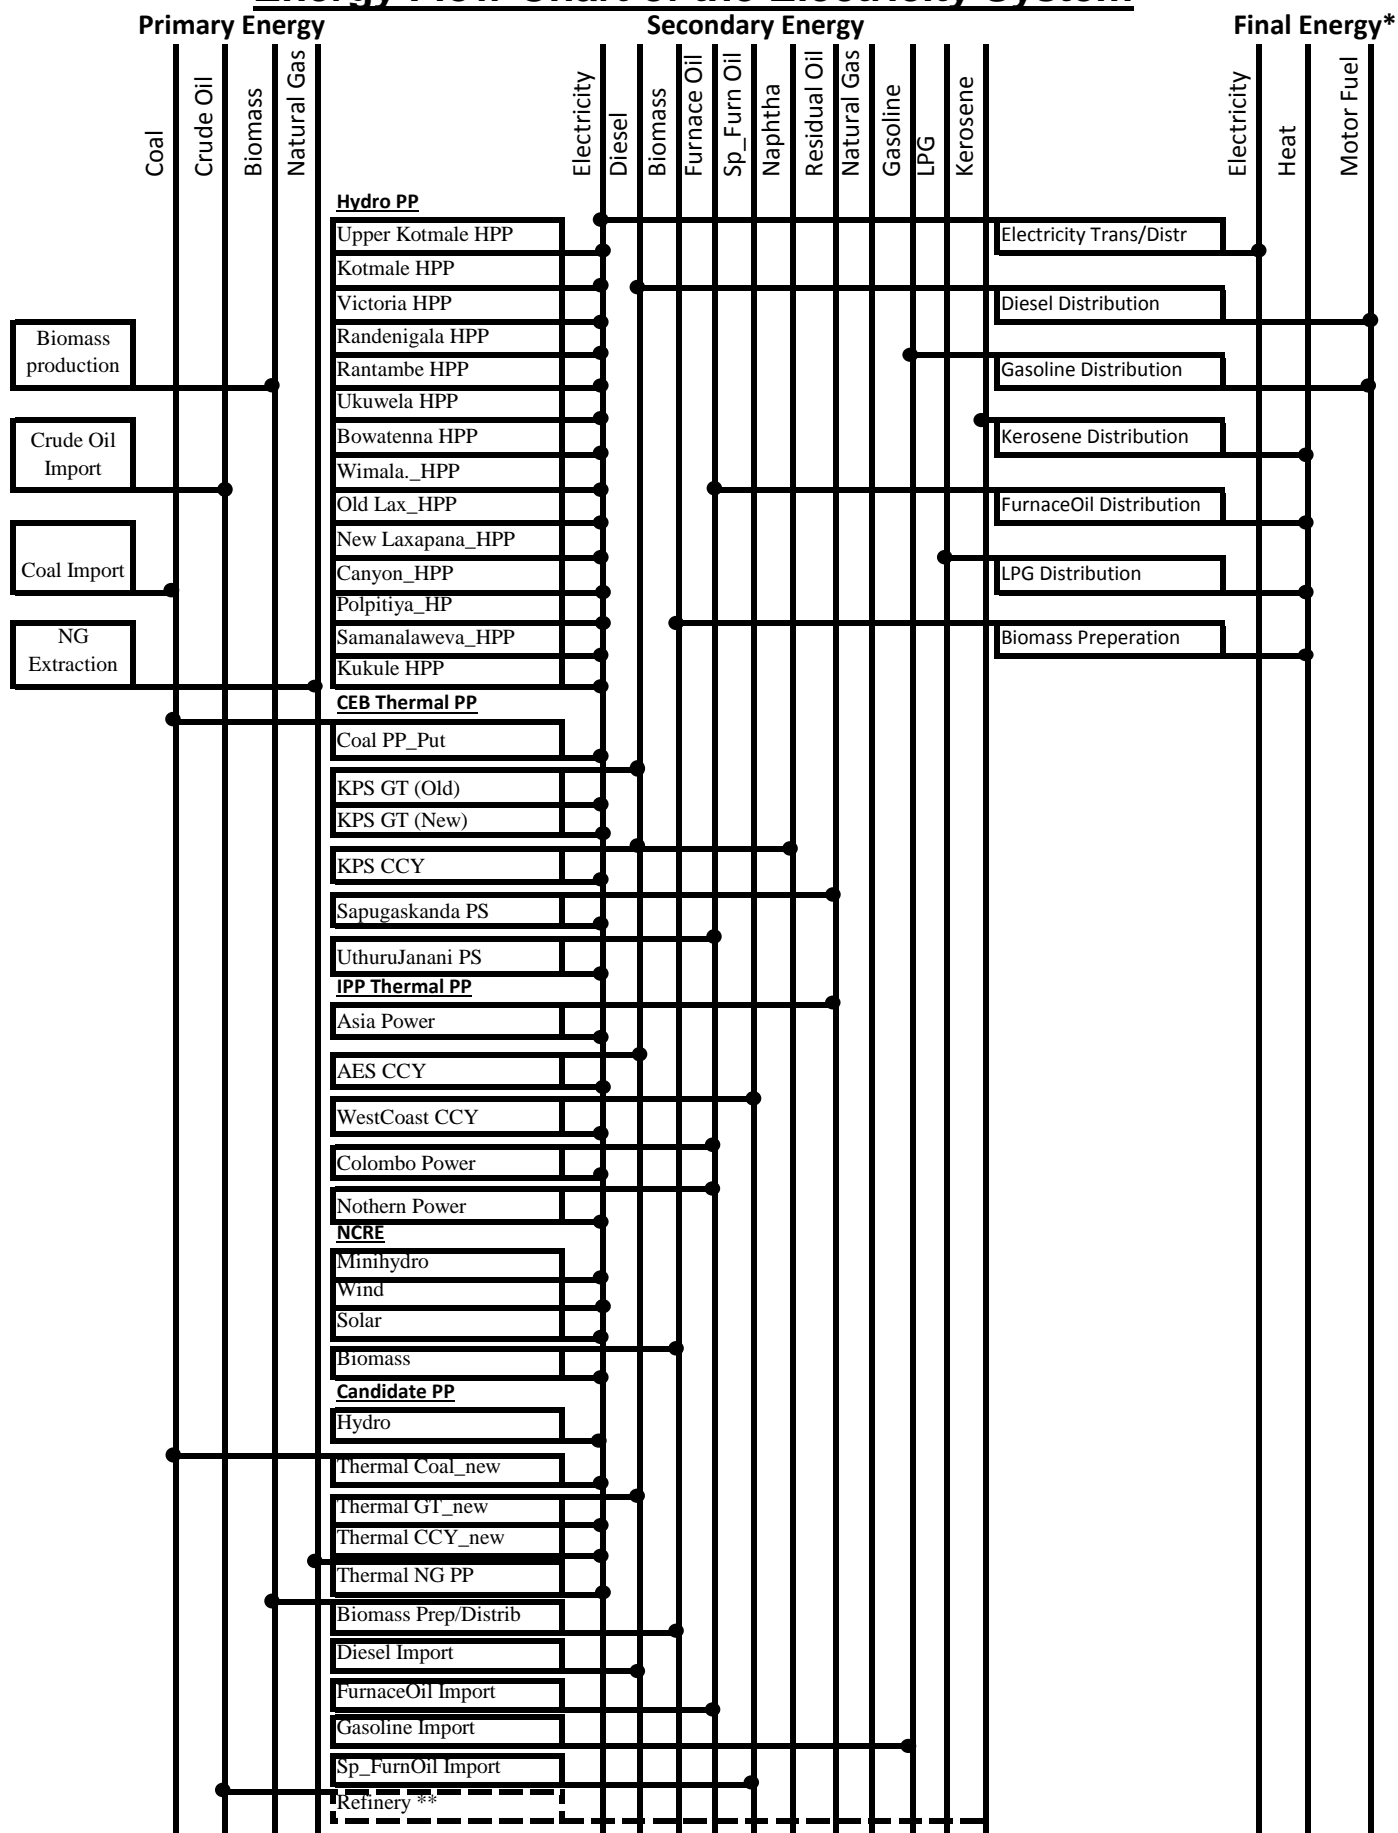 Energy Flow Chart of the Electricity System
Primary Energy
Secondary Energy
Final Energy*
Coal
Crude Oil
Biomass
Natural Gas
Electricity
Diesel
Biomass
Furnace Oil
Sp_Furn Oil
Naphtha
Residual Oil
Natural Gas
Gasoline
LPG
Kerosene
Electricity
Heat
Motor Fuel
Biomass
production
Crude Oil
Import
Coal Import
NG
Extraction
Hydro PP
Upper Kotmale HPP
Kotmale HPP
Victoria HPP
Randenigala HPP
Rantambe HPP
Ukuwela HPP
Bowatenna HPP
Wimala._HPP
Old Lax_HPP
New Laxapana_HPP
Canyon_HPP
Polpitiya_HP
Samanalaweva_HPP
Kukule HPP
CEB Thermal PP
Coal PP_Put
KPS GT (Old)
KPS GT (New)
KPS CCY
Sapugaskanda PS
UthuruJanani PS
IPP Thermal PP
Asia Power
AES CCY
WestCoast CCY
Colombo Power
Nothern Power
NCRE
Minihydro
Wind
Solar
Biomass
Candidate PP
Hydro
Thermal Coal_new
Thermal GT_new
Thermal CCY_new
Thermal NG PP
Biomass Prep/Distrib
Diesel Import
FurnaceOil Import
Gasoline Import
Sp_FurnOil Import
Refinery **
Electricity Trans/Distr
Diesel Distribution
Gasoline Distribution
Kerosene Distribution
FurnaceOil Distribution
LPG Distribution
Biomass Preperation